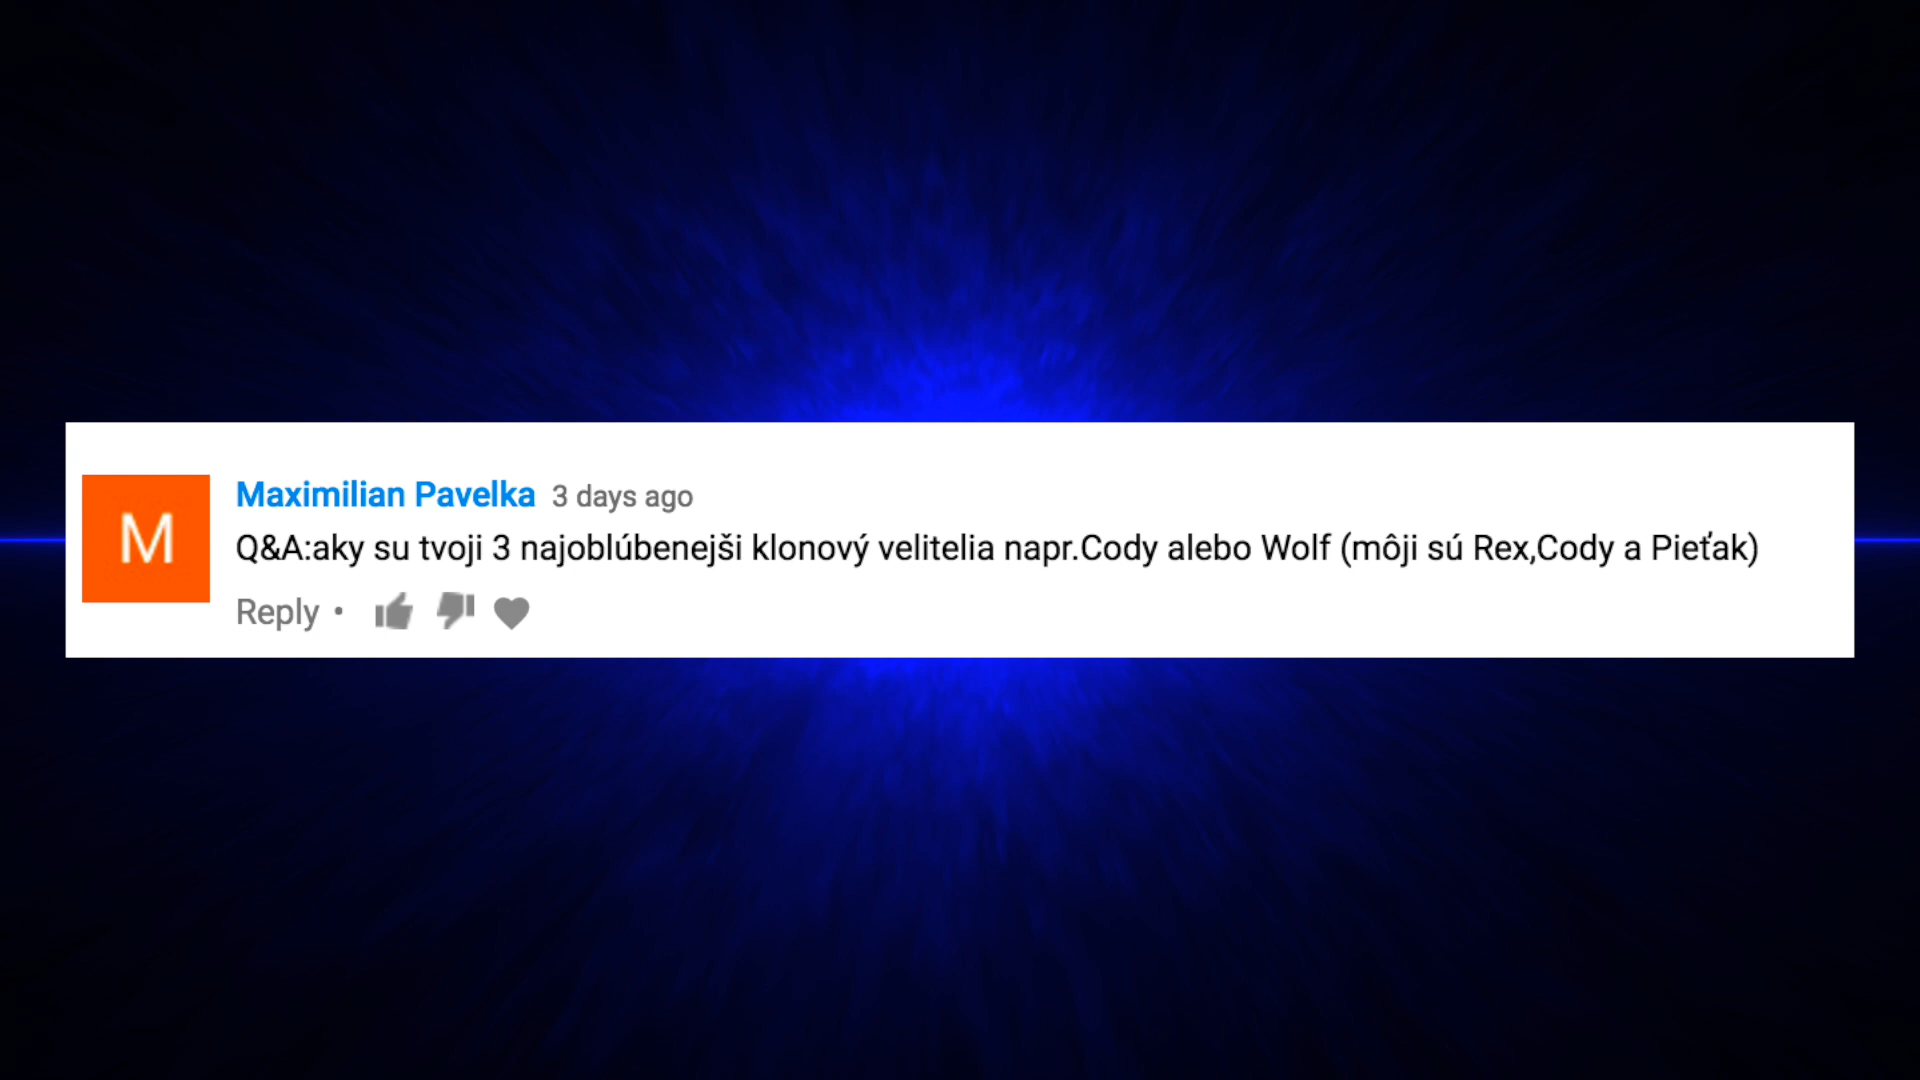 M
Maximilian Pavelka 3 days ago
Q&A:aky su tvoji 3 najoblúbenejši klonový velitelia napr.Cody alebo Wolf (môji sú Rex,Cody a Pieťak)
Reply •